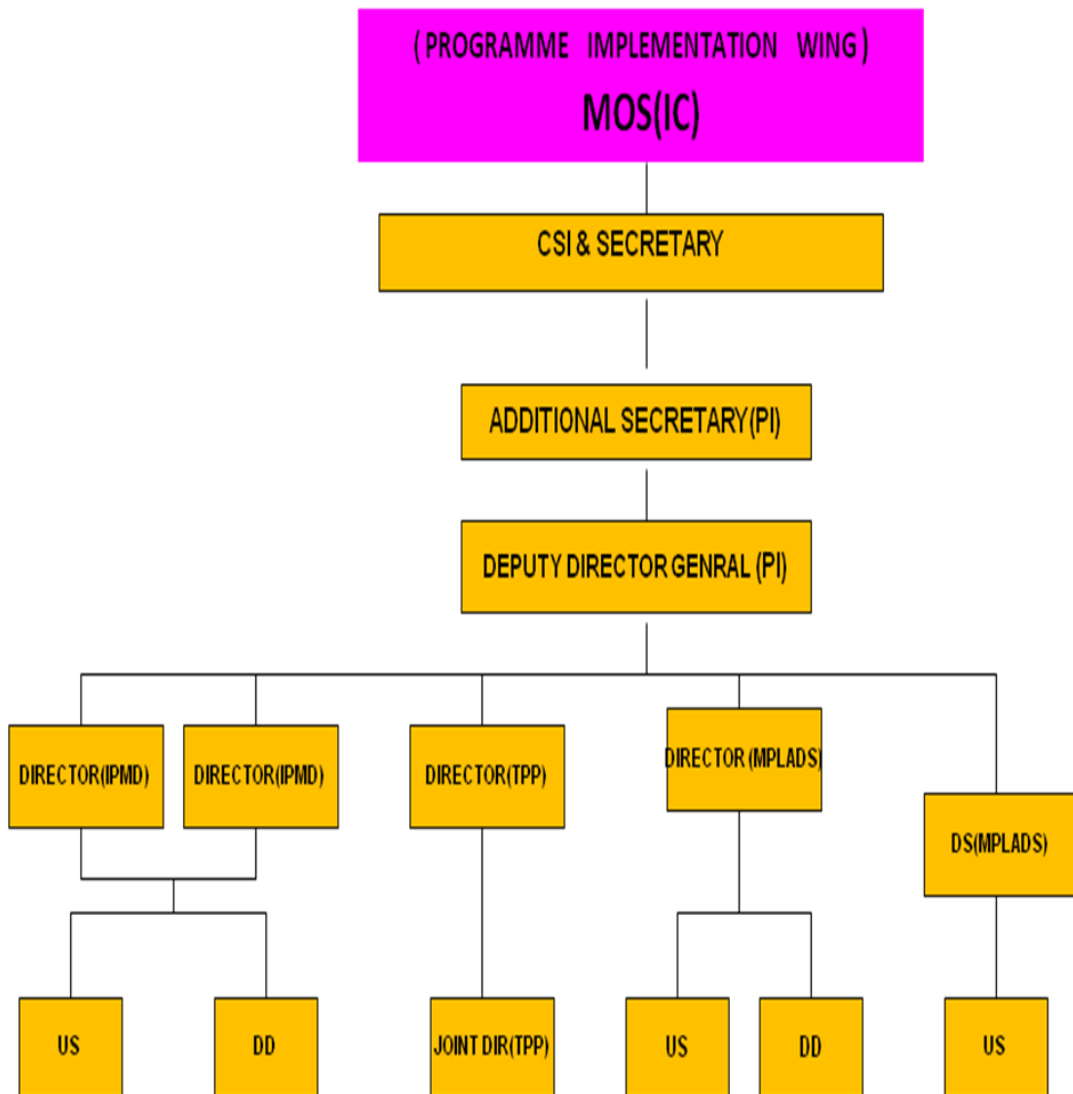 (PROGRAMME IMPLEMENTATION WING)
MOS(IC)
CSI & SECRETARY
ADDITIONAL SECRETARY(PI)
DEPUTY DIRECTOR GENRAL (PI)
DIRECTOR(IPMD)
DIRECTOR(IPMD)
DIRECTOR(TPP)
DIRECTOR (MPLADS)
DS(MPLADS)
US
DD
JOINT DIR(TPP)
US
DD
US